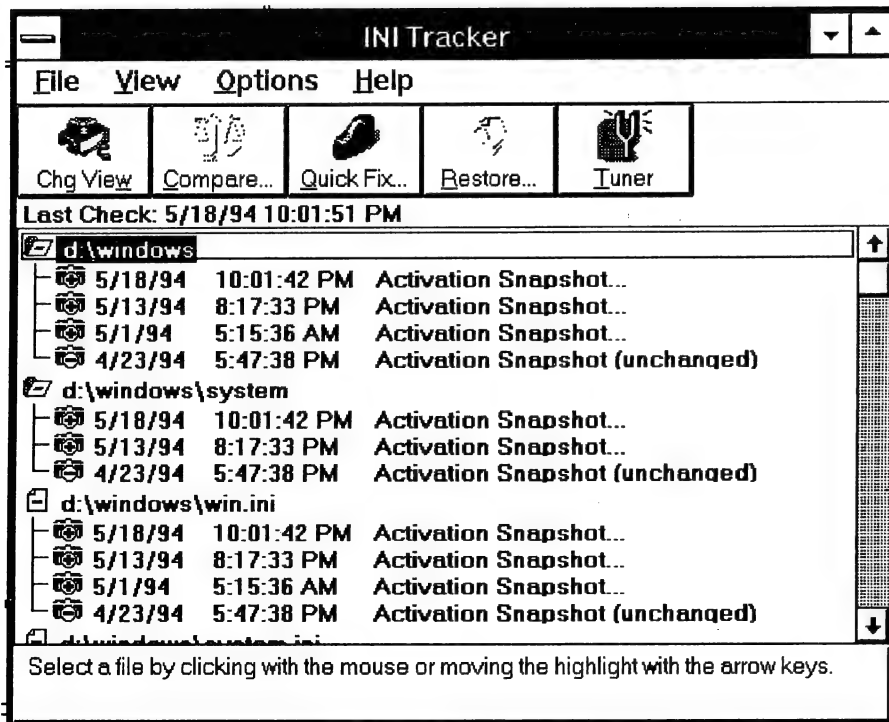 INI Tracker
File View Options Help
Chg View Compare... Quick Fix... Restore... Tuner
Last Check: 5/18/94 10:01:51 PM
d:\windows
5/18/94 10:01:42 PM Activation Snapshot...
5/13/94 8:17:33 PM Activation Snapshot...
5/1/94 5:15:36 AM Activation Snapshot...
4/23/94 5:47:38 PM Activation Snapshot (unchanged)
d:\windows\system
5/18/94 10:01:42 PM Activation Snapshot...
5/13/94 8:17:33 PM Activation Snapshot...
4/23/94 5:47:38 PM Activation Snapshot (unchanged)
d:\windows\win.ini
5/18/94 10:01:42 PM Activation Snapshot...
5/13/94 8:17:33 PM Activation Snapshot...
5/1/94 5:15:36 AM Activation Snapshot...
4/23/94 5:47:38 PM Activation Snapshot (unchanged)
d:\windows\system.ini
Select a file by clicking with the mouse or moving the highlight with the arrow keys.